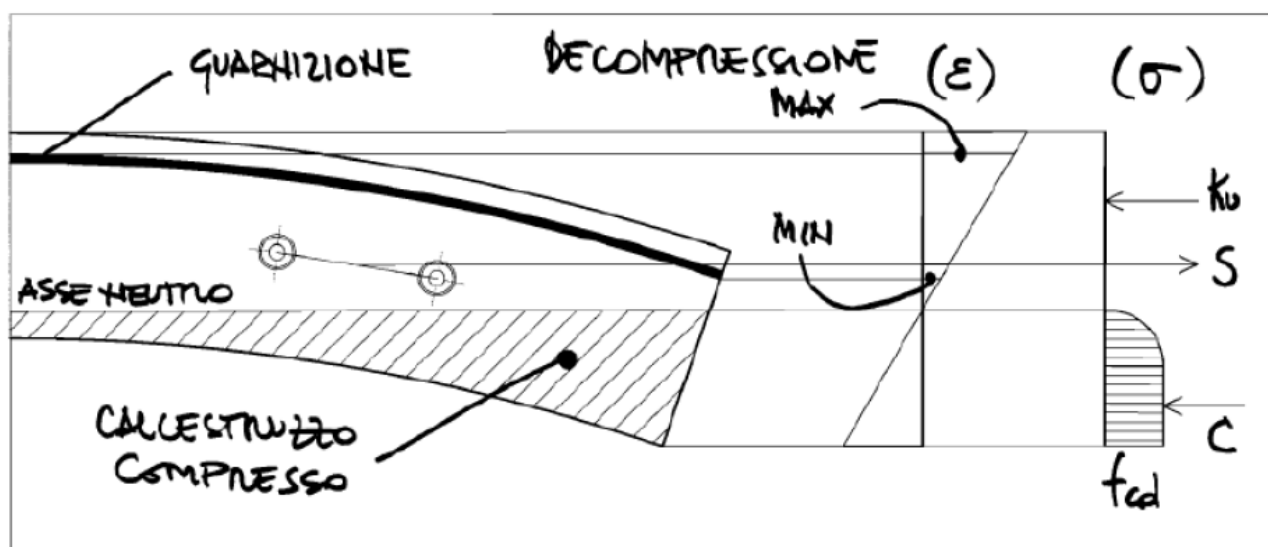 GUARNIZIONE
DECOMPRESSIONE
MAX
(ε)
(σ)
Ku
MIN
S
ASSE NEUTRO
CALCESTRUZZO
COMPRESSO
C
fcd